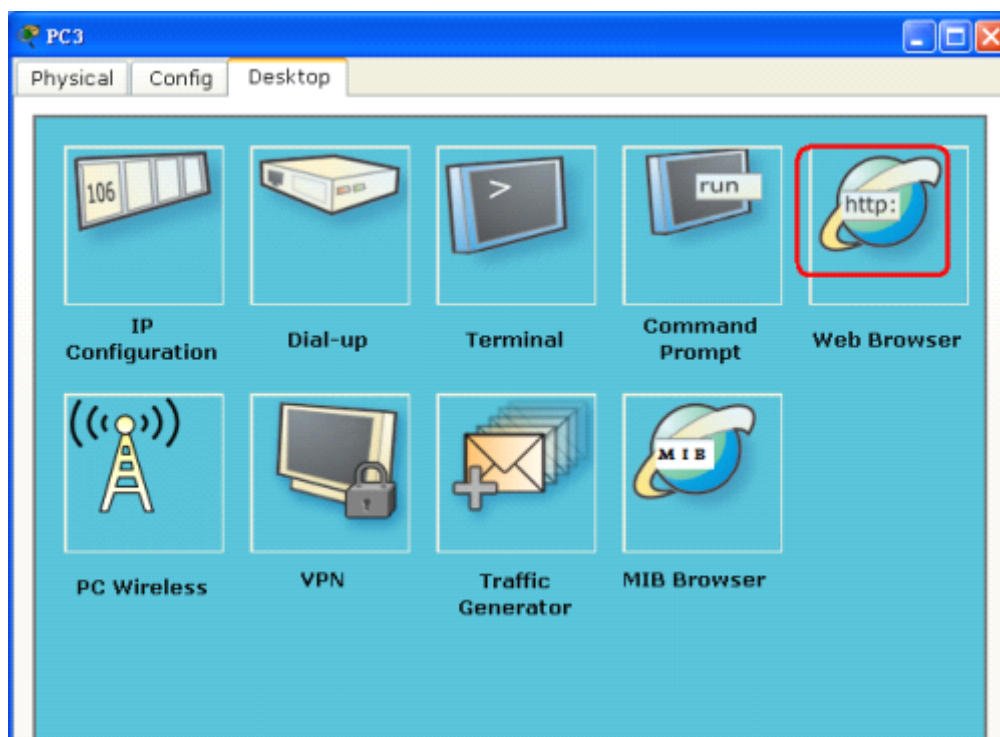 PC3
Physical Config Desktop
106
>
run
http:
IP
Configuration
Dial-up
Terminal
Command
Prompt
Web Browser
MIB
PC Wireless
VPN
Traffic
Generator
MIB Browser